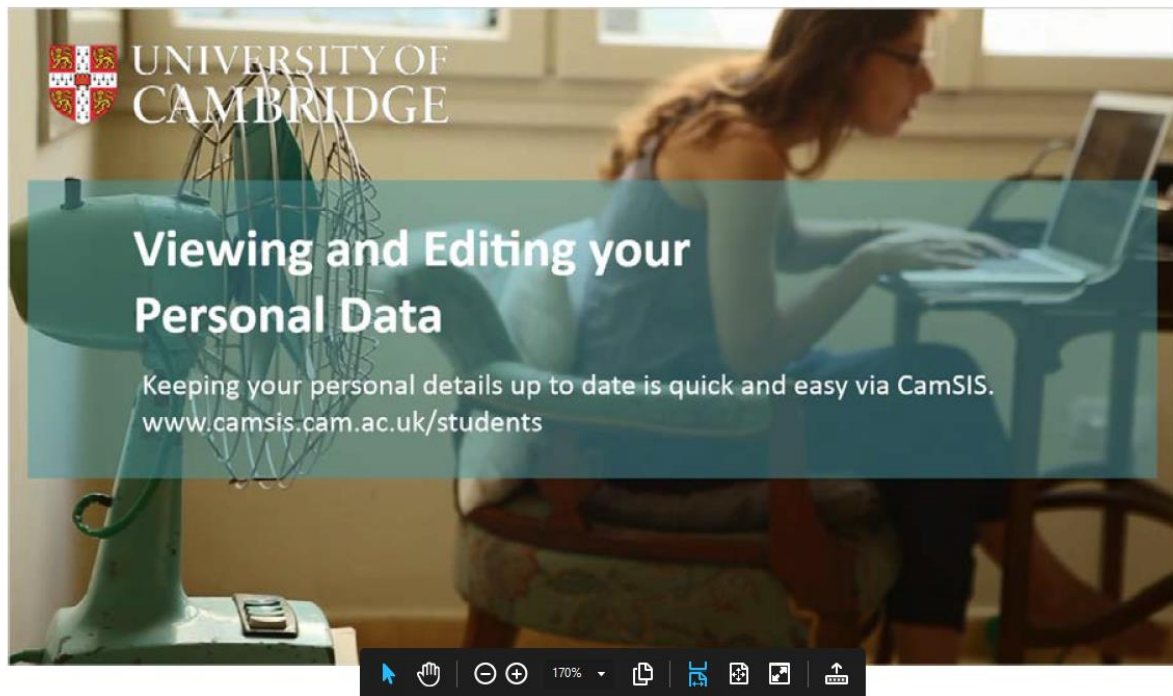 UNIVERSITY OF
CAMBRIDGE
Viewing and Editing your
Personal Data
Keeping your personal details up to date is quick and easy via CamSIS.
www.camsis.cam.ac.uk/students
170%